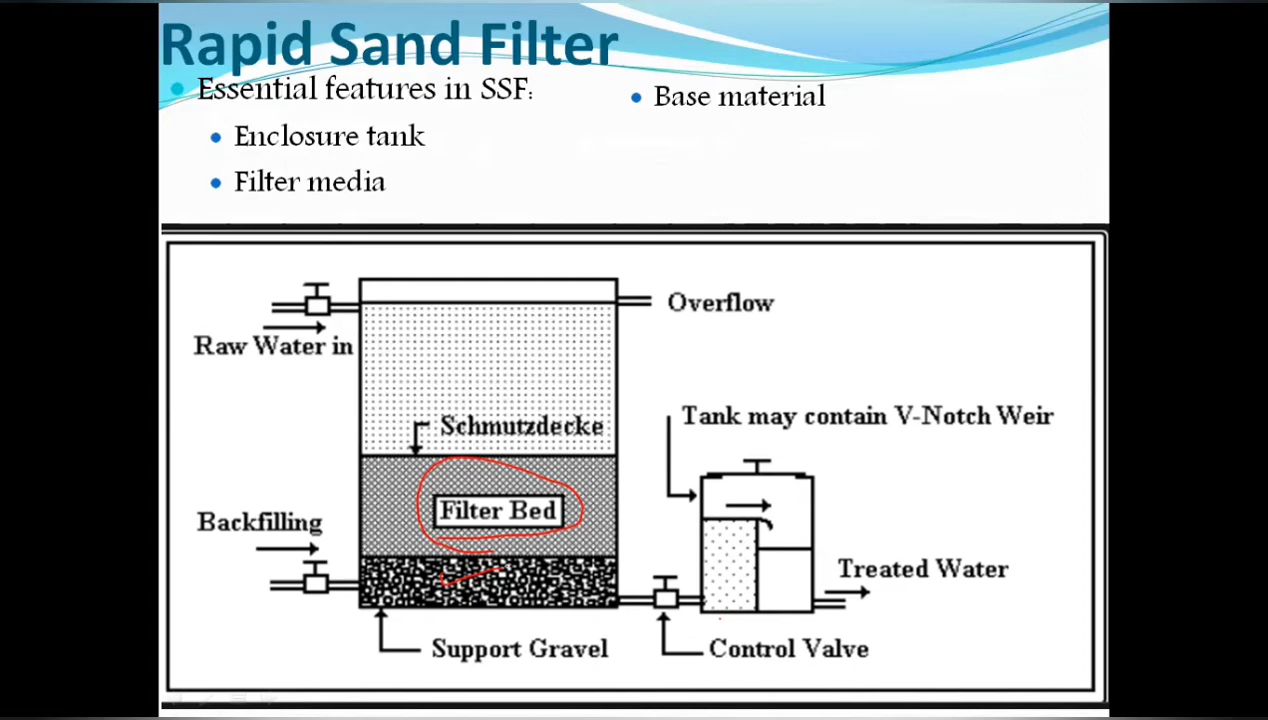 Rapid Sand Filter
Essential features in SSF:
Enclosure tank
Filter media
Base material
Overflow
Raw Water in
Schmutzdecke
Tank may contain V-Notch Weir
Filter Bed
Backfilling
Treated Water
Support Gravel
Control Valve